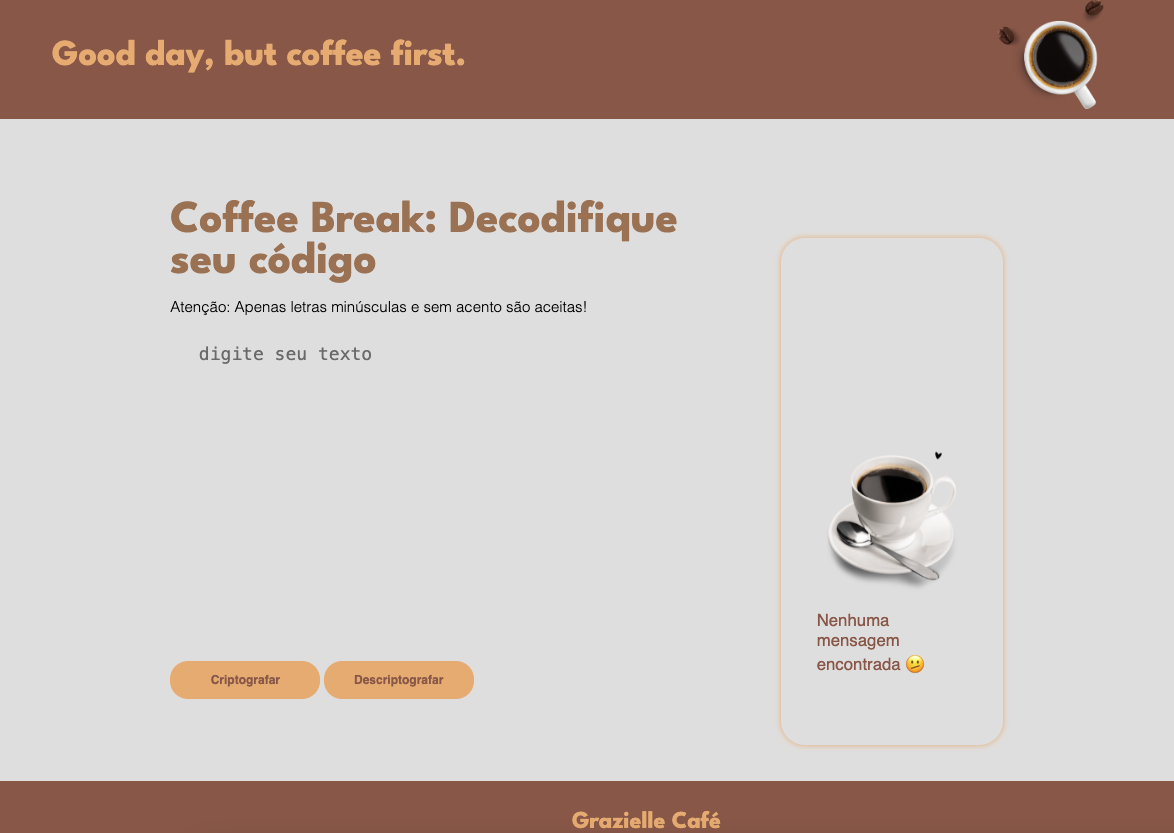 Good day, but coffee first.
Coffee Break: Decodifique
seu código
Atenção: Apenas letras minúsculas e sem acento são aceitas!
digite seu texto
Nenhuma
mensagem
encontrada 🫤
Criptografar
Descriptografar
Grazielle Café